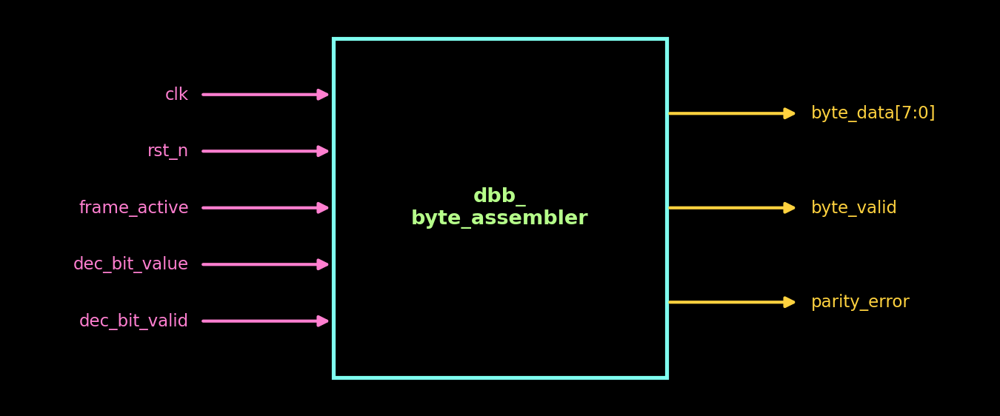 clk
rst_n
frame_active
dec_bit_value
dec_bit_valid
dbb_
byte_assembler
byte_data[7:0]
byte_valid
parity_error